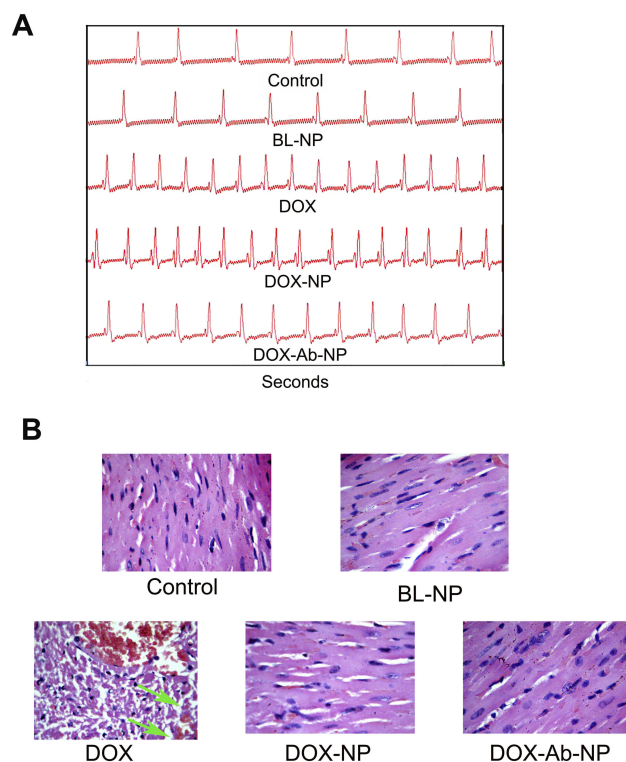 A
Control
BL-NP
DOX
DOX-NP
DOX-Ab-NP
Seconds
B
Control
BL-NP
DOX
DOX-NP
DOX-Ab-NP